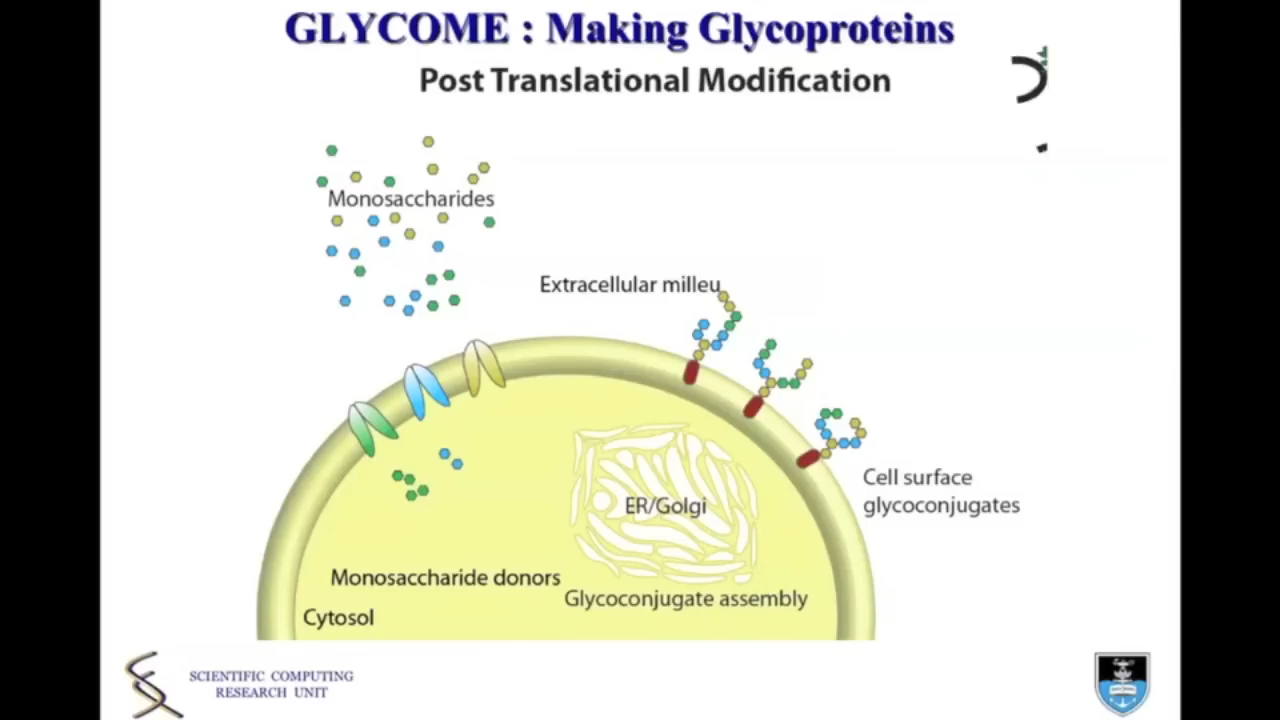 GLYCOME : Making Glycoproteins
Post Translational Modification
Monosaccharides
Extracellular milleu
Cell surface
glycoconjugates
ER/Golgi
Monosaccharide donors
Glycoconjugate assembly
Cytosol
SCIENTIFIC COMPUTING
RESEARCH UNIT